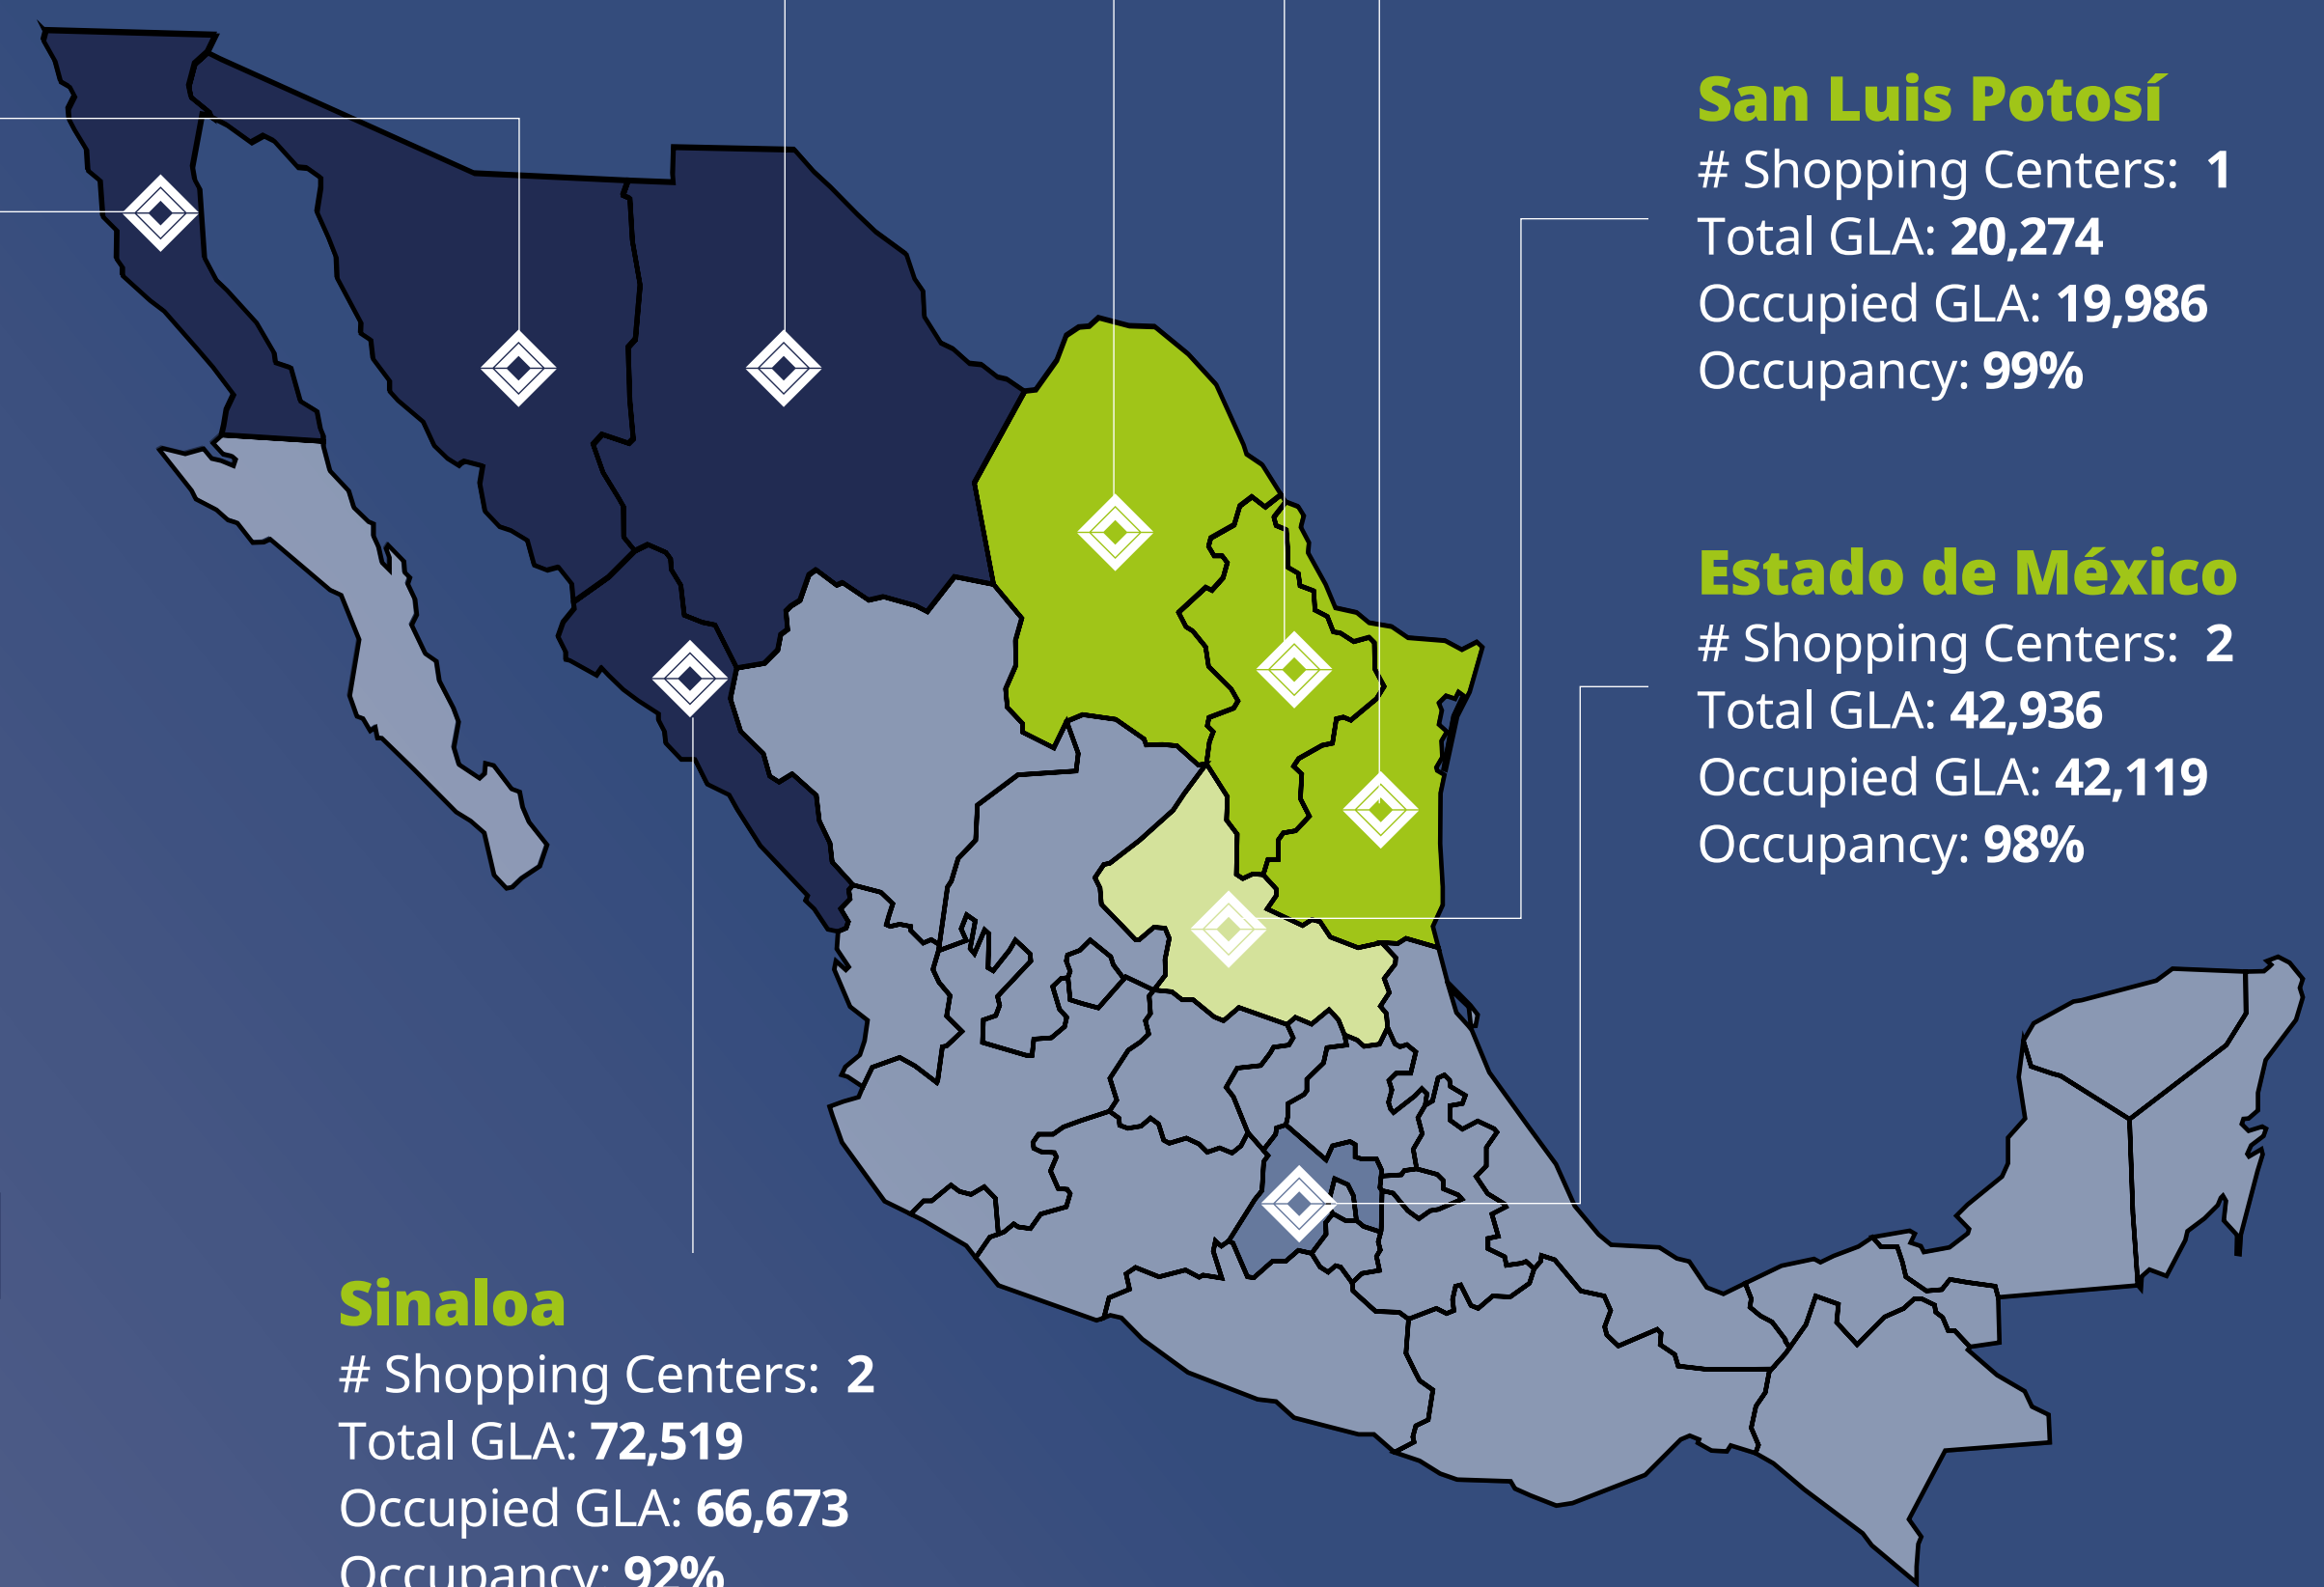 San Luis Potosí
# Shopping Centers: 1
Total GLA: 20,274
Occupied GLA: 19,986
Occupancy: 99%
Estado de México
# Shopping Centers: 2
Total GLA: 42,936
Occupied GLA: 42,119
Occupancy: 98%
Sinaloa
# Shopping Centers: 2
Total GLA: 72,519
Occupied GLA: 66,673
Occupancy: 92%